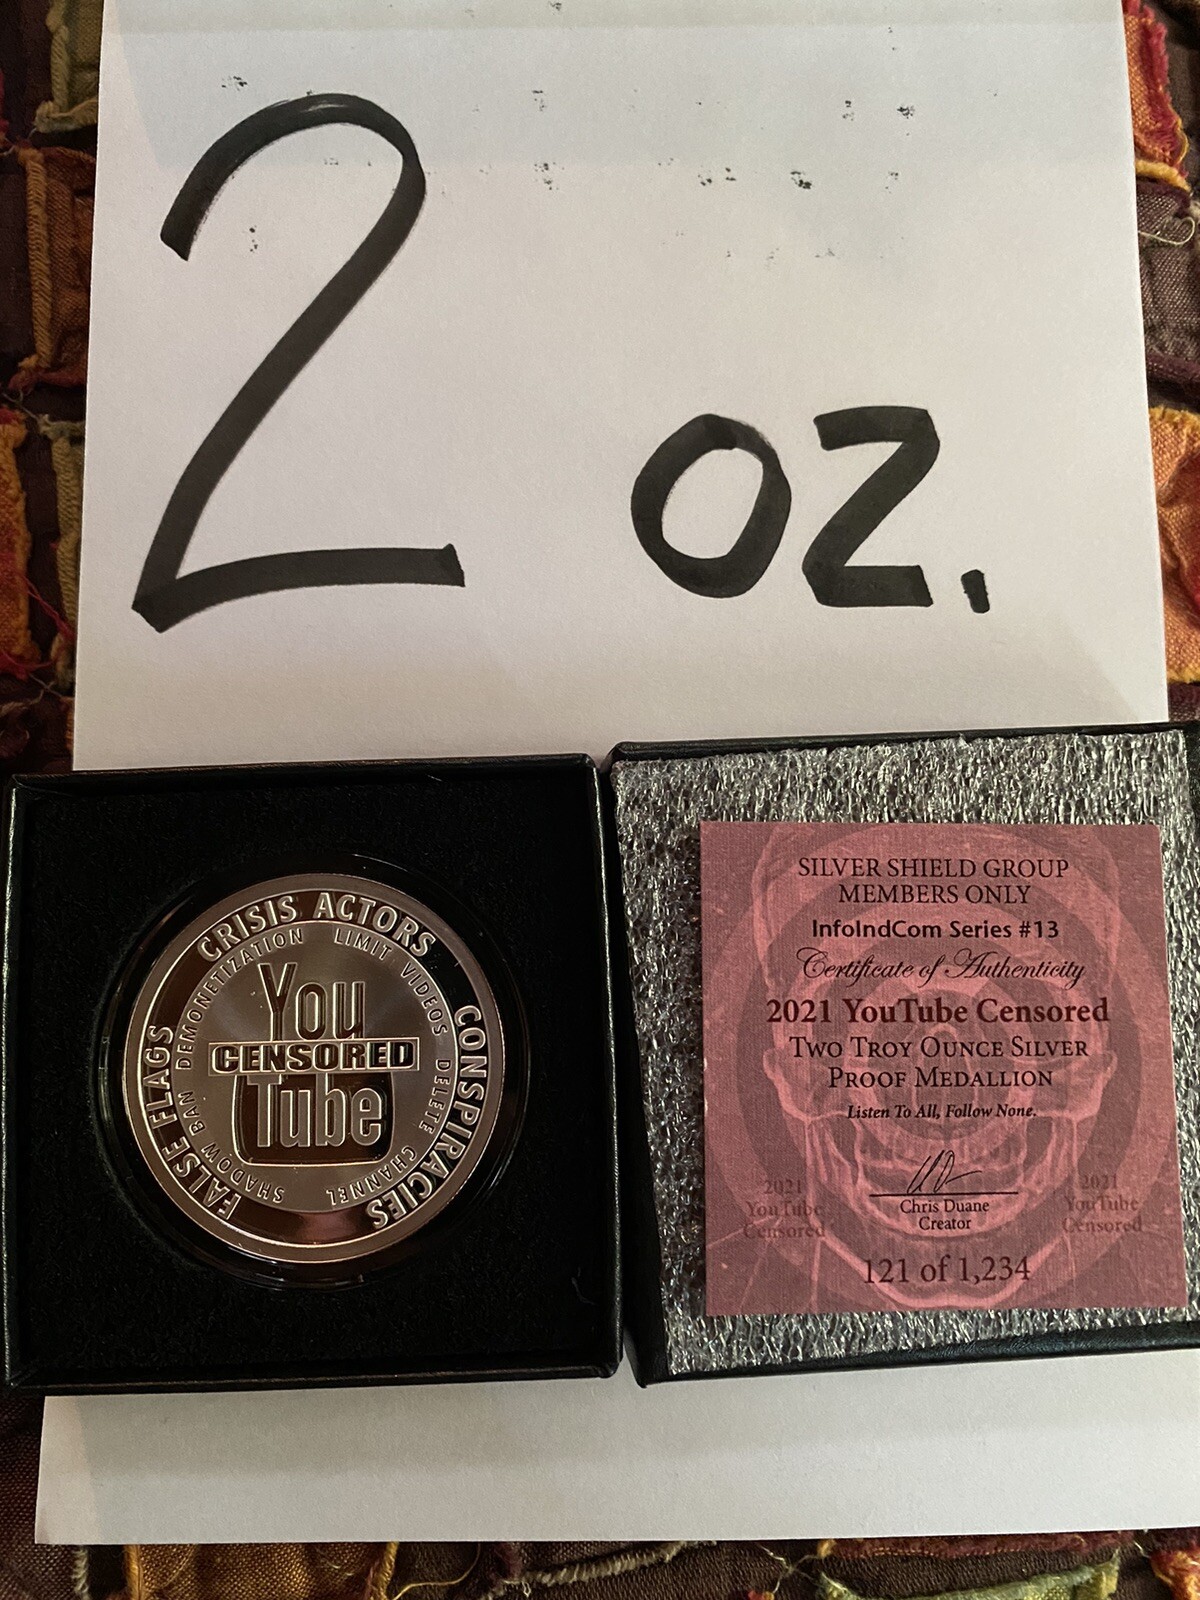 2 oz.
CRISIS ACTORS
CONSPIRACIES
FALSE FLAGS
DEMONETIZATION
LIMIT VIDEOS
DELETE CHANNEL
SHADOW BAN
You
CENSORED
Tube
SILVER SHIELD GROUP
MEMBERS ONLY
InfoIndCom Series #13
Certificate of Authenticity
2021 YouTube Censored
TWO TROY OUNCE SILVER
PROOF MEDALLION
Listen To All, Follow None.
Chris Duane
Creator
2021
YouTube
Censored
2021
YouTube
Censored
121 of 1,234